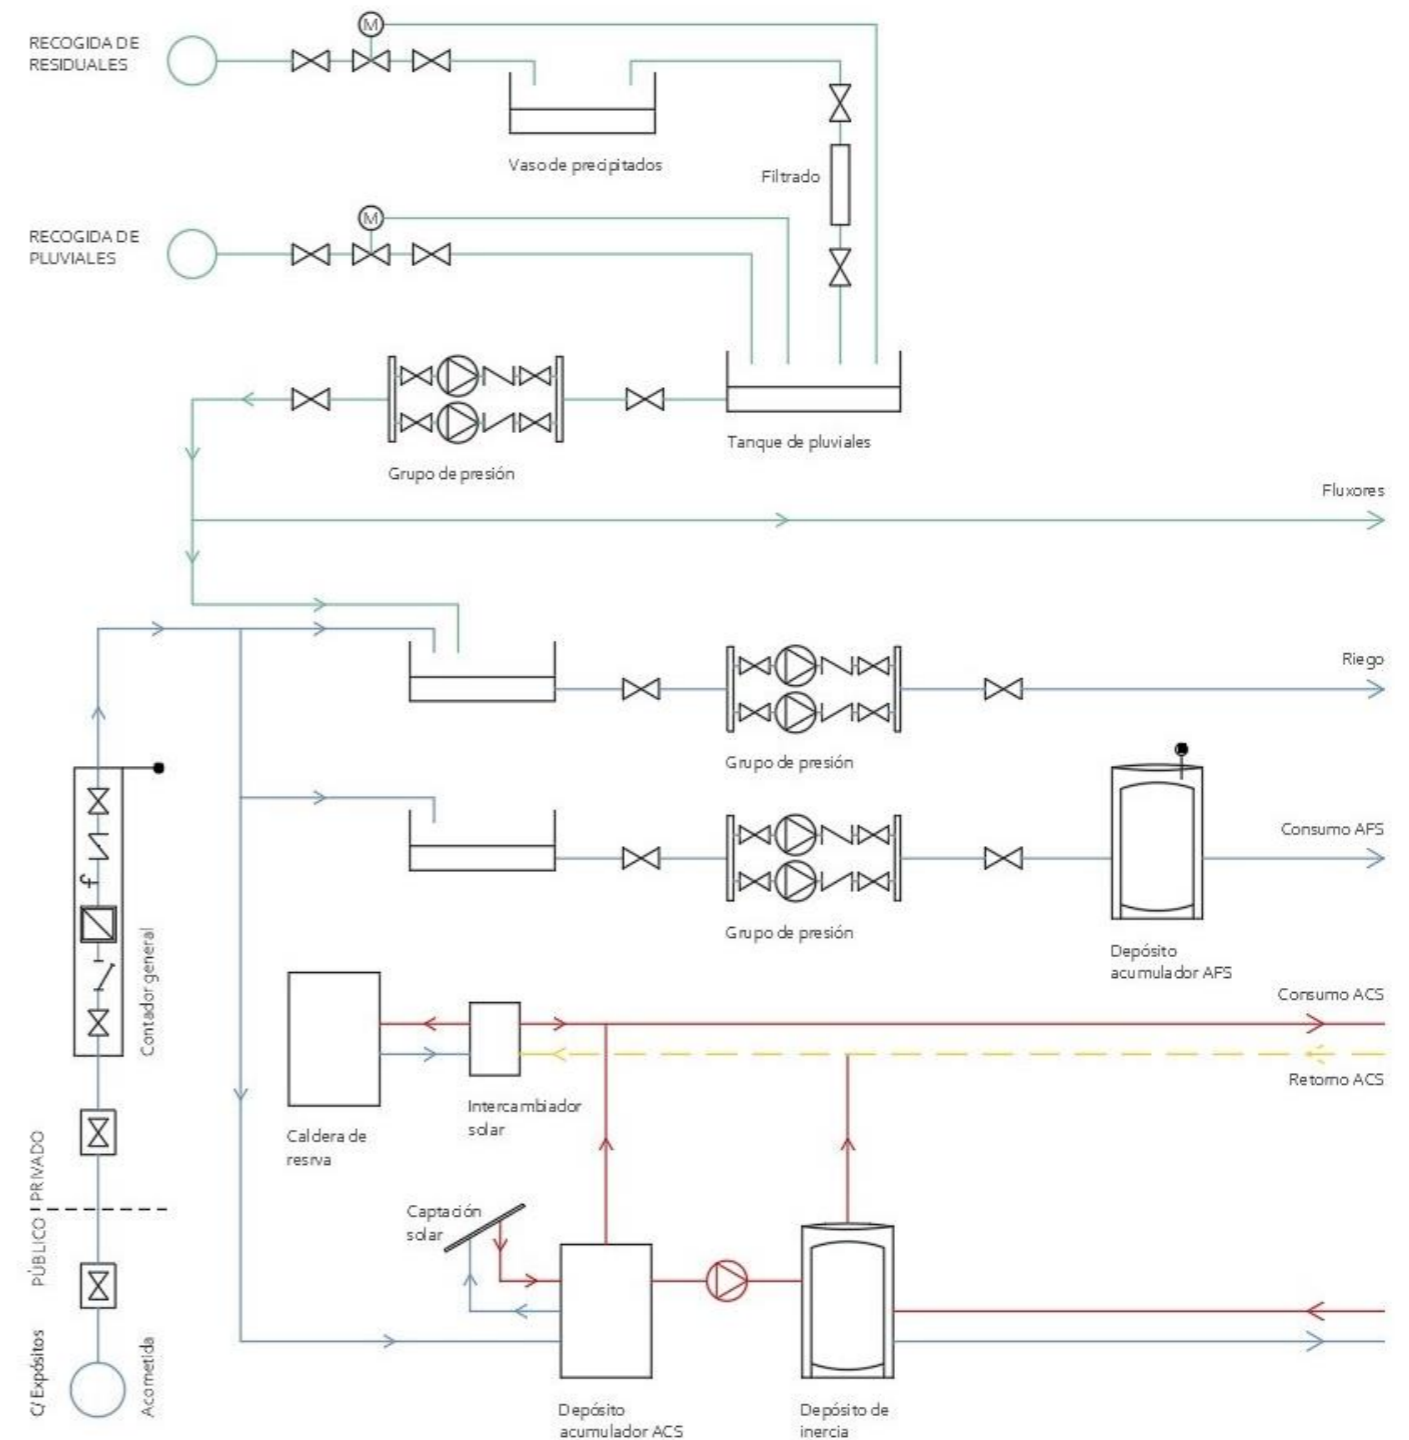 RECOGIDA DE
RESIDUALES
M
Vaso de precipitados
Filtrado
M
RECOGIDA DE
PLUVIALES
Tanque de pluviales
Grupo de presión
Fluxores
Riego
Grupo de presión
Consumo AFS
Grupo de presión
Depósito
acumulador AFS
Contador general
Consumo ACS
Retorno ACS
Intercambiador
solar
Caldera de
resrva
PRIVADO
PÚBLICO
Captación
solar
C/ Expósitos
Acometida
Depósito
acumulador ACS
Depósito de
inercia